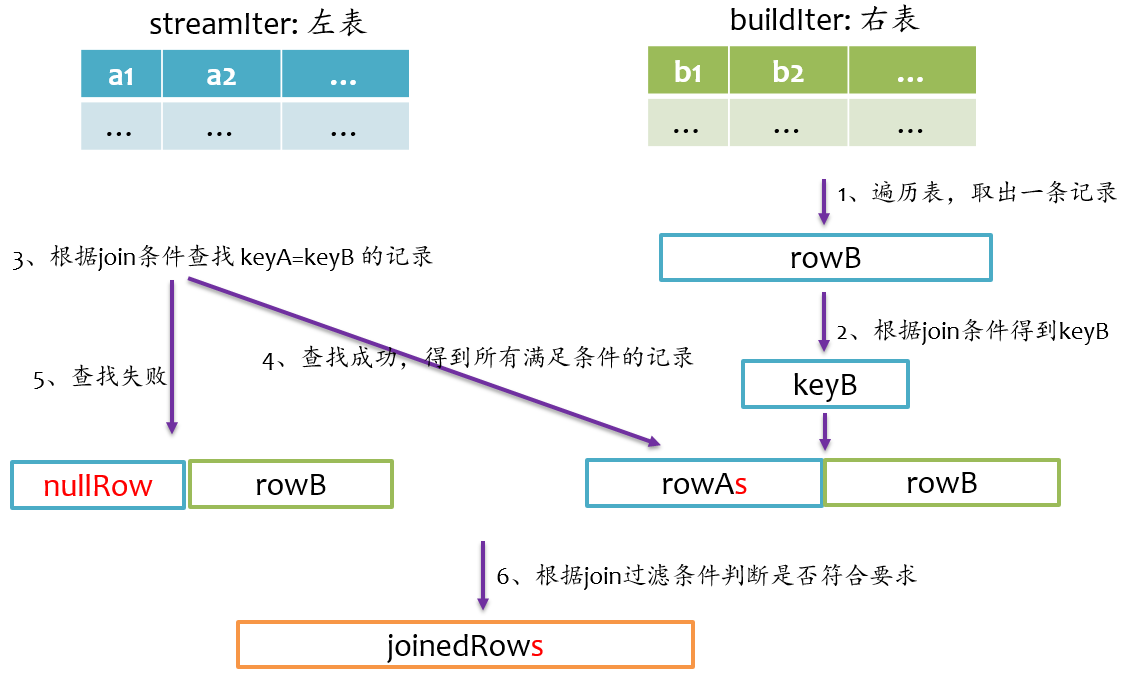 streamIter: 左表
buildIter: 右表
a1 a2 ...
... ... ...
b1 b2 ...
... ... ...
1、遍历表，取出一条记录
rowB
3、根据join条件查找 keyA=keyB 的记录
2、根据join条件得到keyB
4、查找成功，得到所有满足条件的记录
5、查找失败
keyB
nullRow rowB
rowAs rowB
6、根据join过滤条件判断是否符合要求
joinedRows